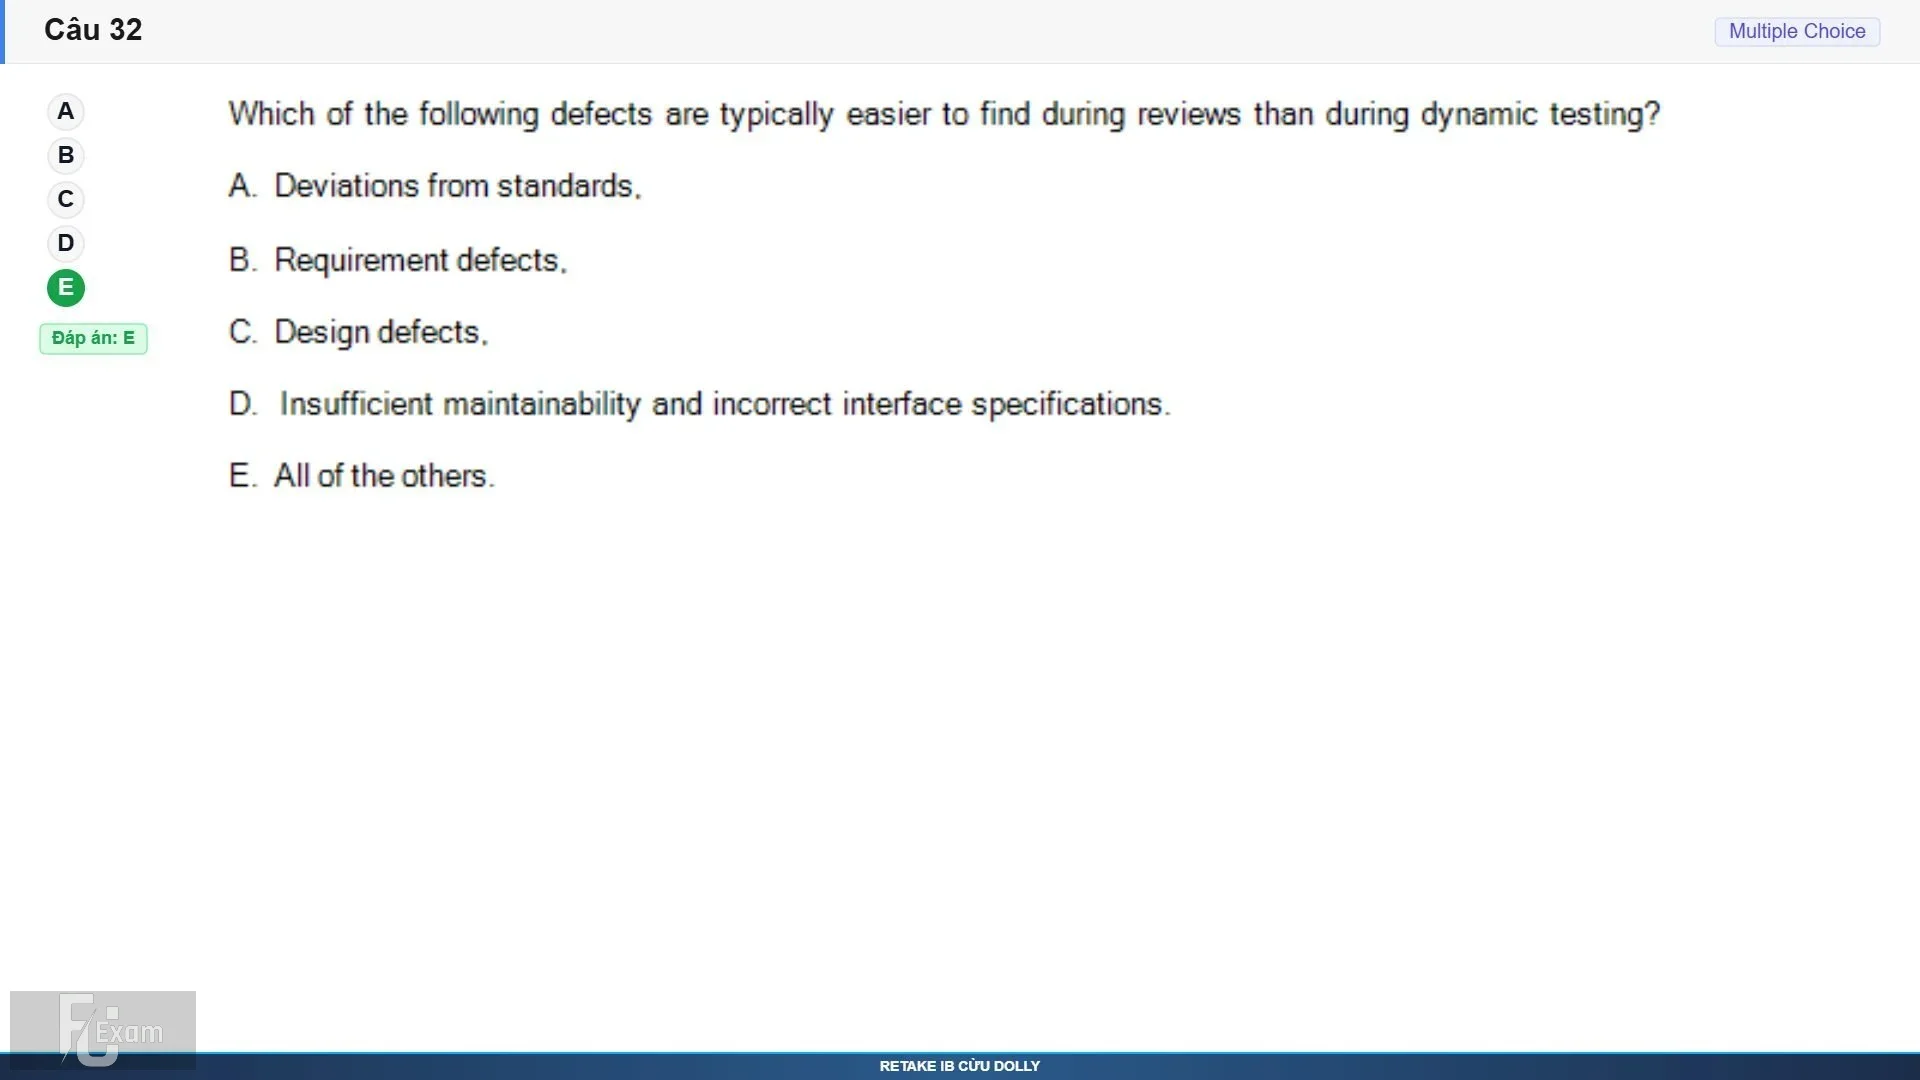 Câu 32
Multiple Choice
A
B
C
D
E
Đáp án: E
Which of the following defects are typically easier to find during reviews than during dynamic testing?
A. Deviations from standards,
B. Requirement defects,
C. Design defects,
D. Insufficient maintainability and incorrect interface specifications.
E. All of the others.
FU Exam
RETAKE IB CỪU DOLLY